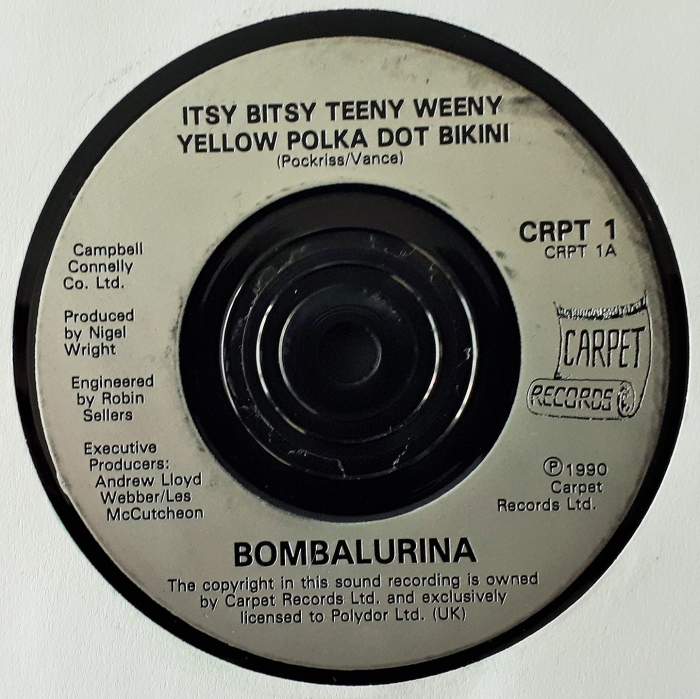 ITSY BITSY TEENY WEENY
YELLOW POLKA DOT BIKINI
(Pockriss/Vance)
CRPT 1
CRPT 1A
Campbell
Connelly
Co. Ltd.
Produced
by Nigel
Wright
Engineered
by Robin
Sellers
Executive
Producers:
Andrew Lloyd
Webber/Les
McCutcheon
CARPET
RECORDS
Ⓟ1990
Carpet
Records Ltd.
BOMBALURINA
The copyright in this sound recording is owned
by Carpet Records Ltd. and exclusively
licensed to Polydor Ltd. (UK)